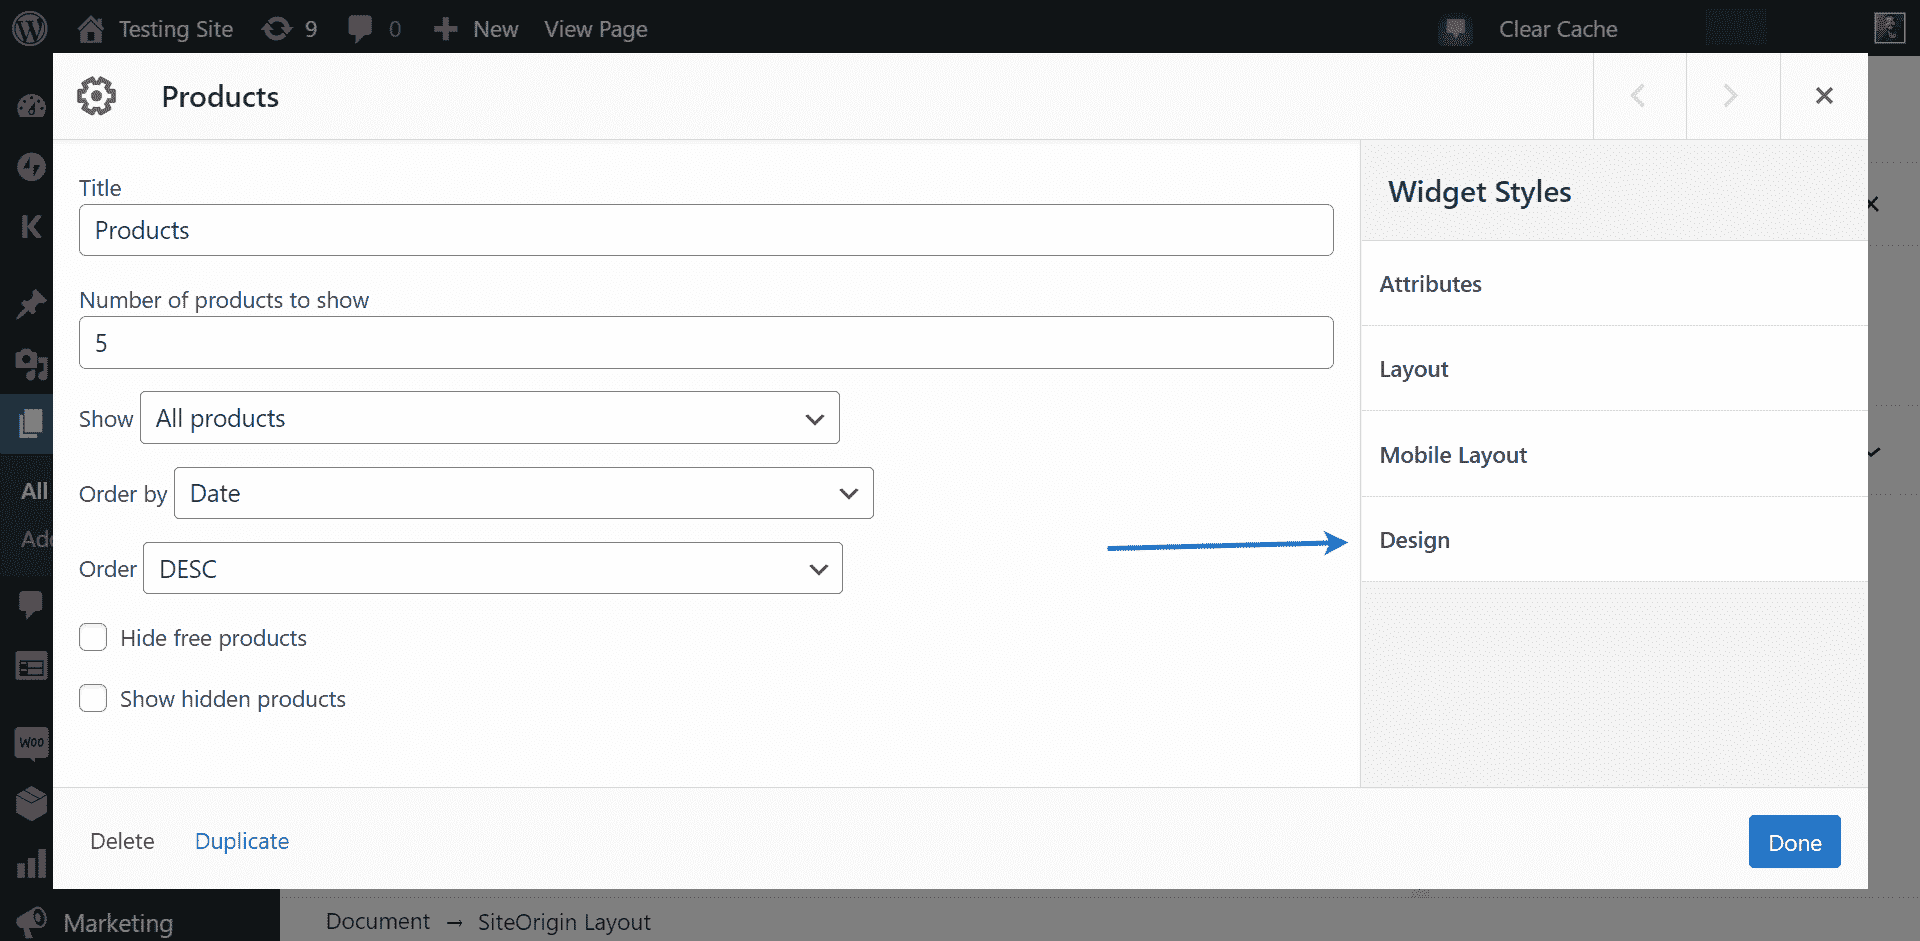 Testing Site
9
0
New
View Page
Clear Cache
Products
Title
Products
Number of products to show
5
Show
All products
Order by
Date
Order
DESC
Hide free products
Show hidden products
Widget Styles
Attributes
Layout
Mobile Layout
Design
Delete
Duplicate
Done
K
All
Add
Woo
Marketing
Document → SiteOrigin Layout